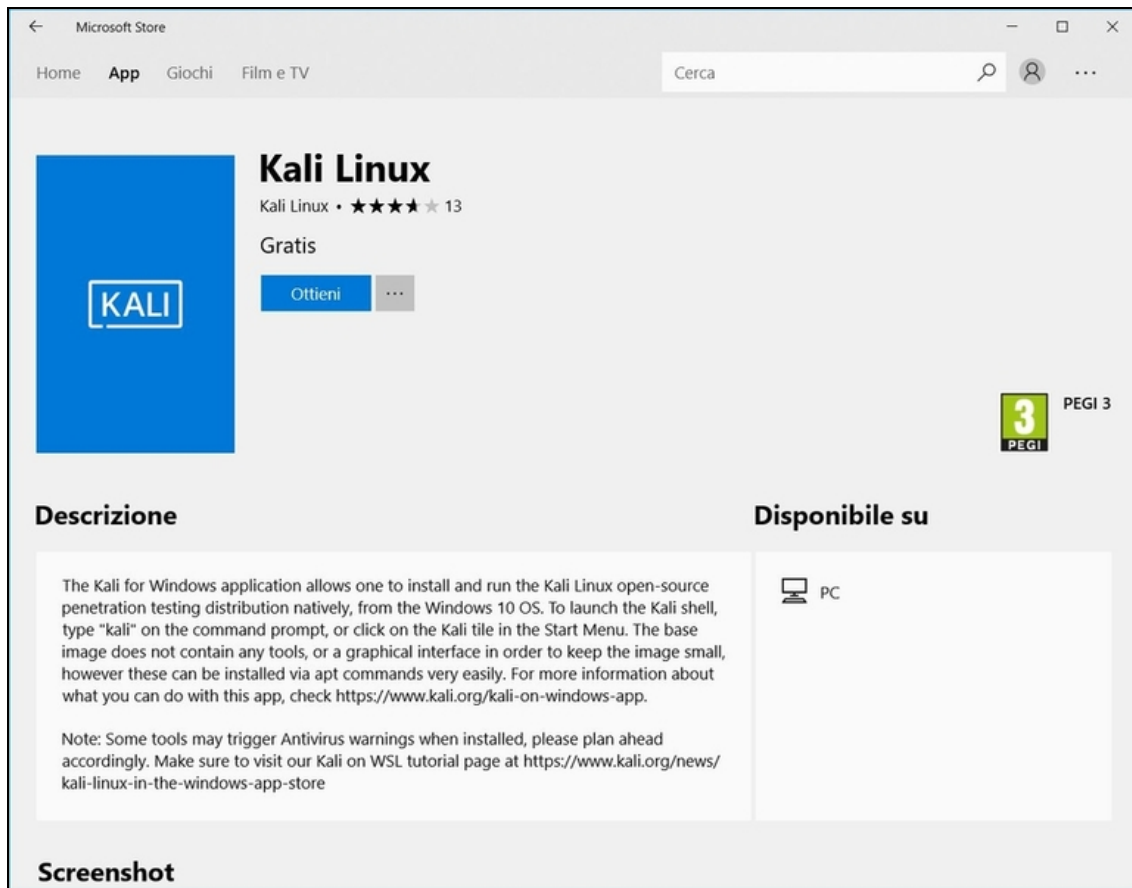 Microsoft Store
Home App Giochi Film e TV Cerca
KALI
Kali Linux
Kali Linux • 13
Gratis
Ottieni
3
PEGI
PEGI 3
Descrizione
The Kali for Windows application allows one to install and run the Kali Linux open-source
penetration testing distribution natively, from the Windows 10 OS. To launch the Kali shell,
type "kali" on the command prompt, or click on the Kali tile in the Start Menu. The base
image does not contain any tools, or a graphical interface in order to keep the image small,
however these can be installed via apt commands very easily. For more information about
what you can do with this app, check https://www.kali.org/kali-on-windows-app.
Note: Some tools may trigger Antivirus warnings when installed, please plan ahead
accordingly. Make sure to visit our Kali on WSL tutorial page at https://www.kali.org/news/
kali-linux-in-the-windows-app-store
Disponibile su
PC
Screenshot